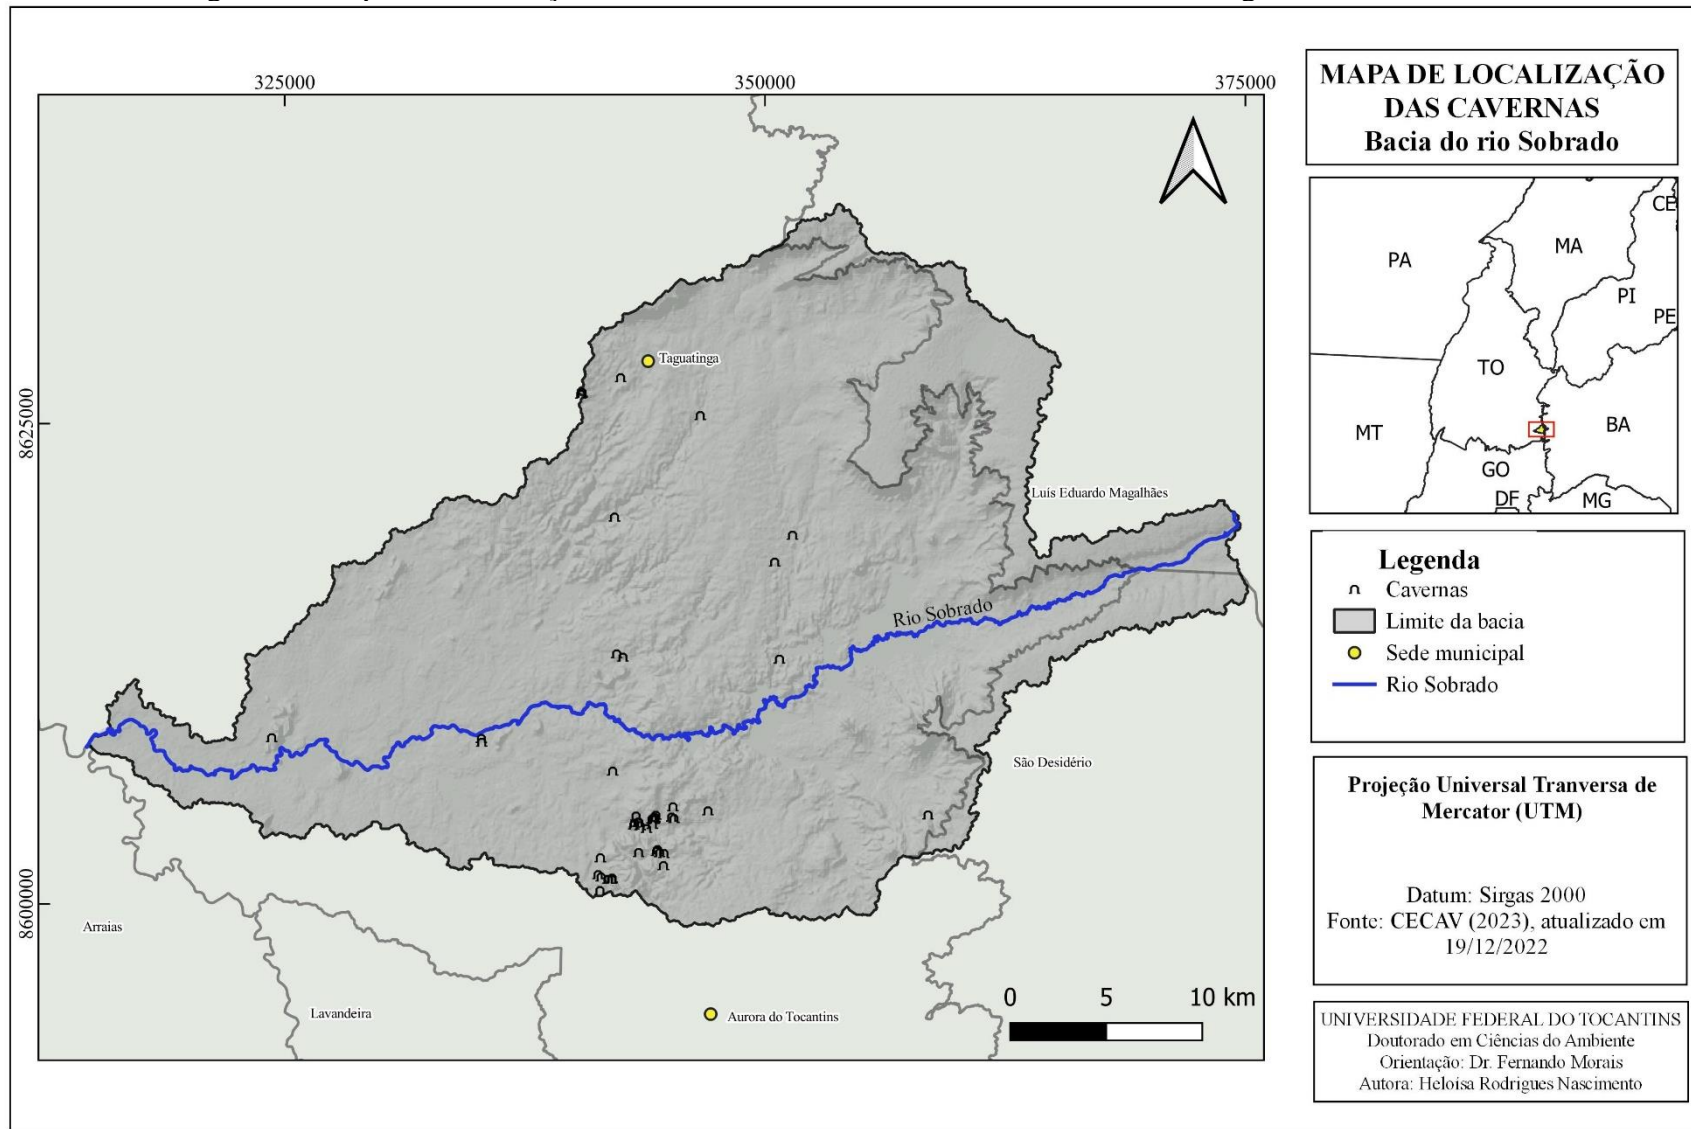 325000
350000
375000
8625000
8600000
Taguatinga
Luís Eduardo Magalhães
Rio Sobrado
São Desidério
Arraias
Lavandeira
Aurora do Tocantins
0 5 10 km
MAPA DE LOCALIZAÇÃO
DAS CAVERNAS
Bacia do rio Sobrado
CE
MA
PA
PI
PE
TO
MT
BA
GO
DF
MG
Legenda
Cavernas
Limite da bacia
Sede municipal
Rio Sobrado
Projeção Universal Tranversa de
Mercator (UTM)
Datum: Sirgas 2000
Fonte: CECAV (2023), atualizado em
19/12/2022
UNIVERSIDADE FEDERAL DO TOCANTINS
Doutorado em Ciências do Ambiente
Orientação: Dr. Fernando Morais
Autora: Heloisa Rodrigues Nascimento